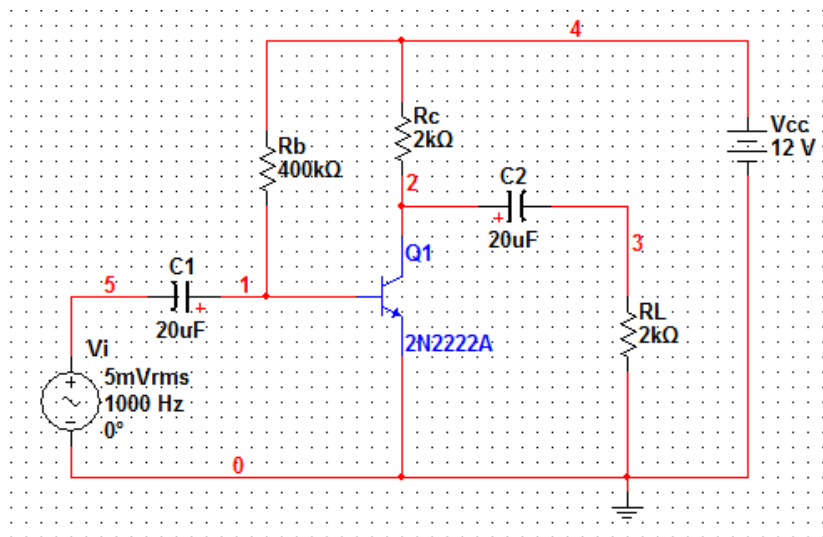 4
Rb
400kΩ
Rc
2kΩ
Vcc
12 V
2
C2
+
20uF
3
Q1
2N2222A
5
C1
1
+
20uF
RL
2kΩ
Vi
5mVrms
1000 Hz
0°
0